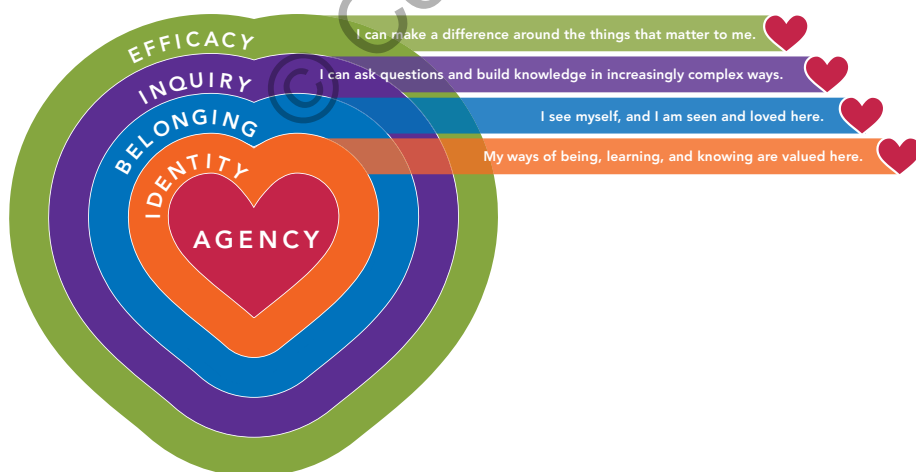 EFFICACY
I can make a difference around the things that matter to me.
INQUIRY
I can ask questions and build knowledge in increasingly complex ways.
BELONGING
I see myself, and I am seen and loved here.
IDENTITY
My ways of being, learning, and knowing are valued here.
AGENCY
©